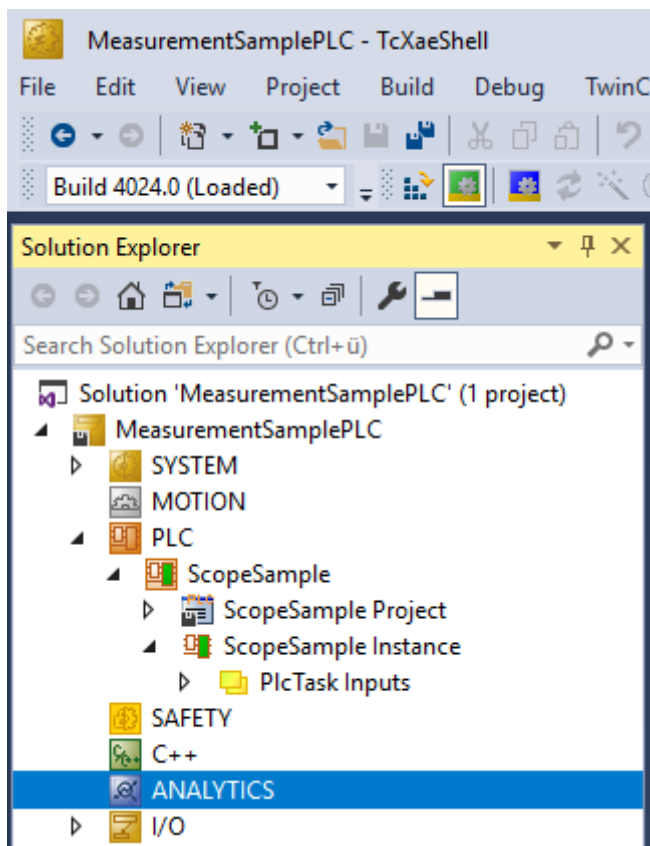 MeasurementSamplePLC - TcXaeShell
File Edit View Project Build Debug TwinC
Build 4024.0 (Loaded)
Solution Explorer
Search Solution Explorer (Ctrl+ü)
Solution 'MeasurementSamplePLC' (1 project)
MeasurementSamplePLC
SYSTEM
MOTION
PLC
ScopeSample
ScopeSample Project
ScopeSample Instance
PlcTask Inputs
SAFETY
C++
ANALYTICS
I/O